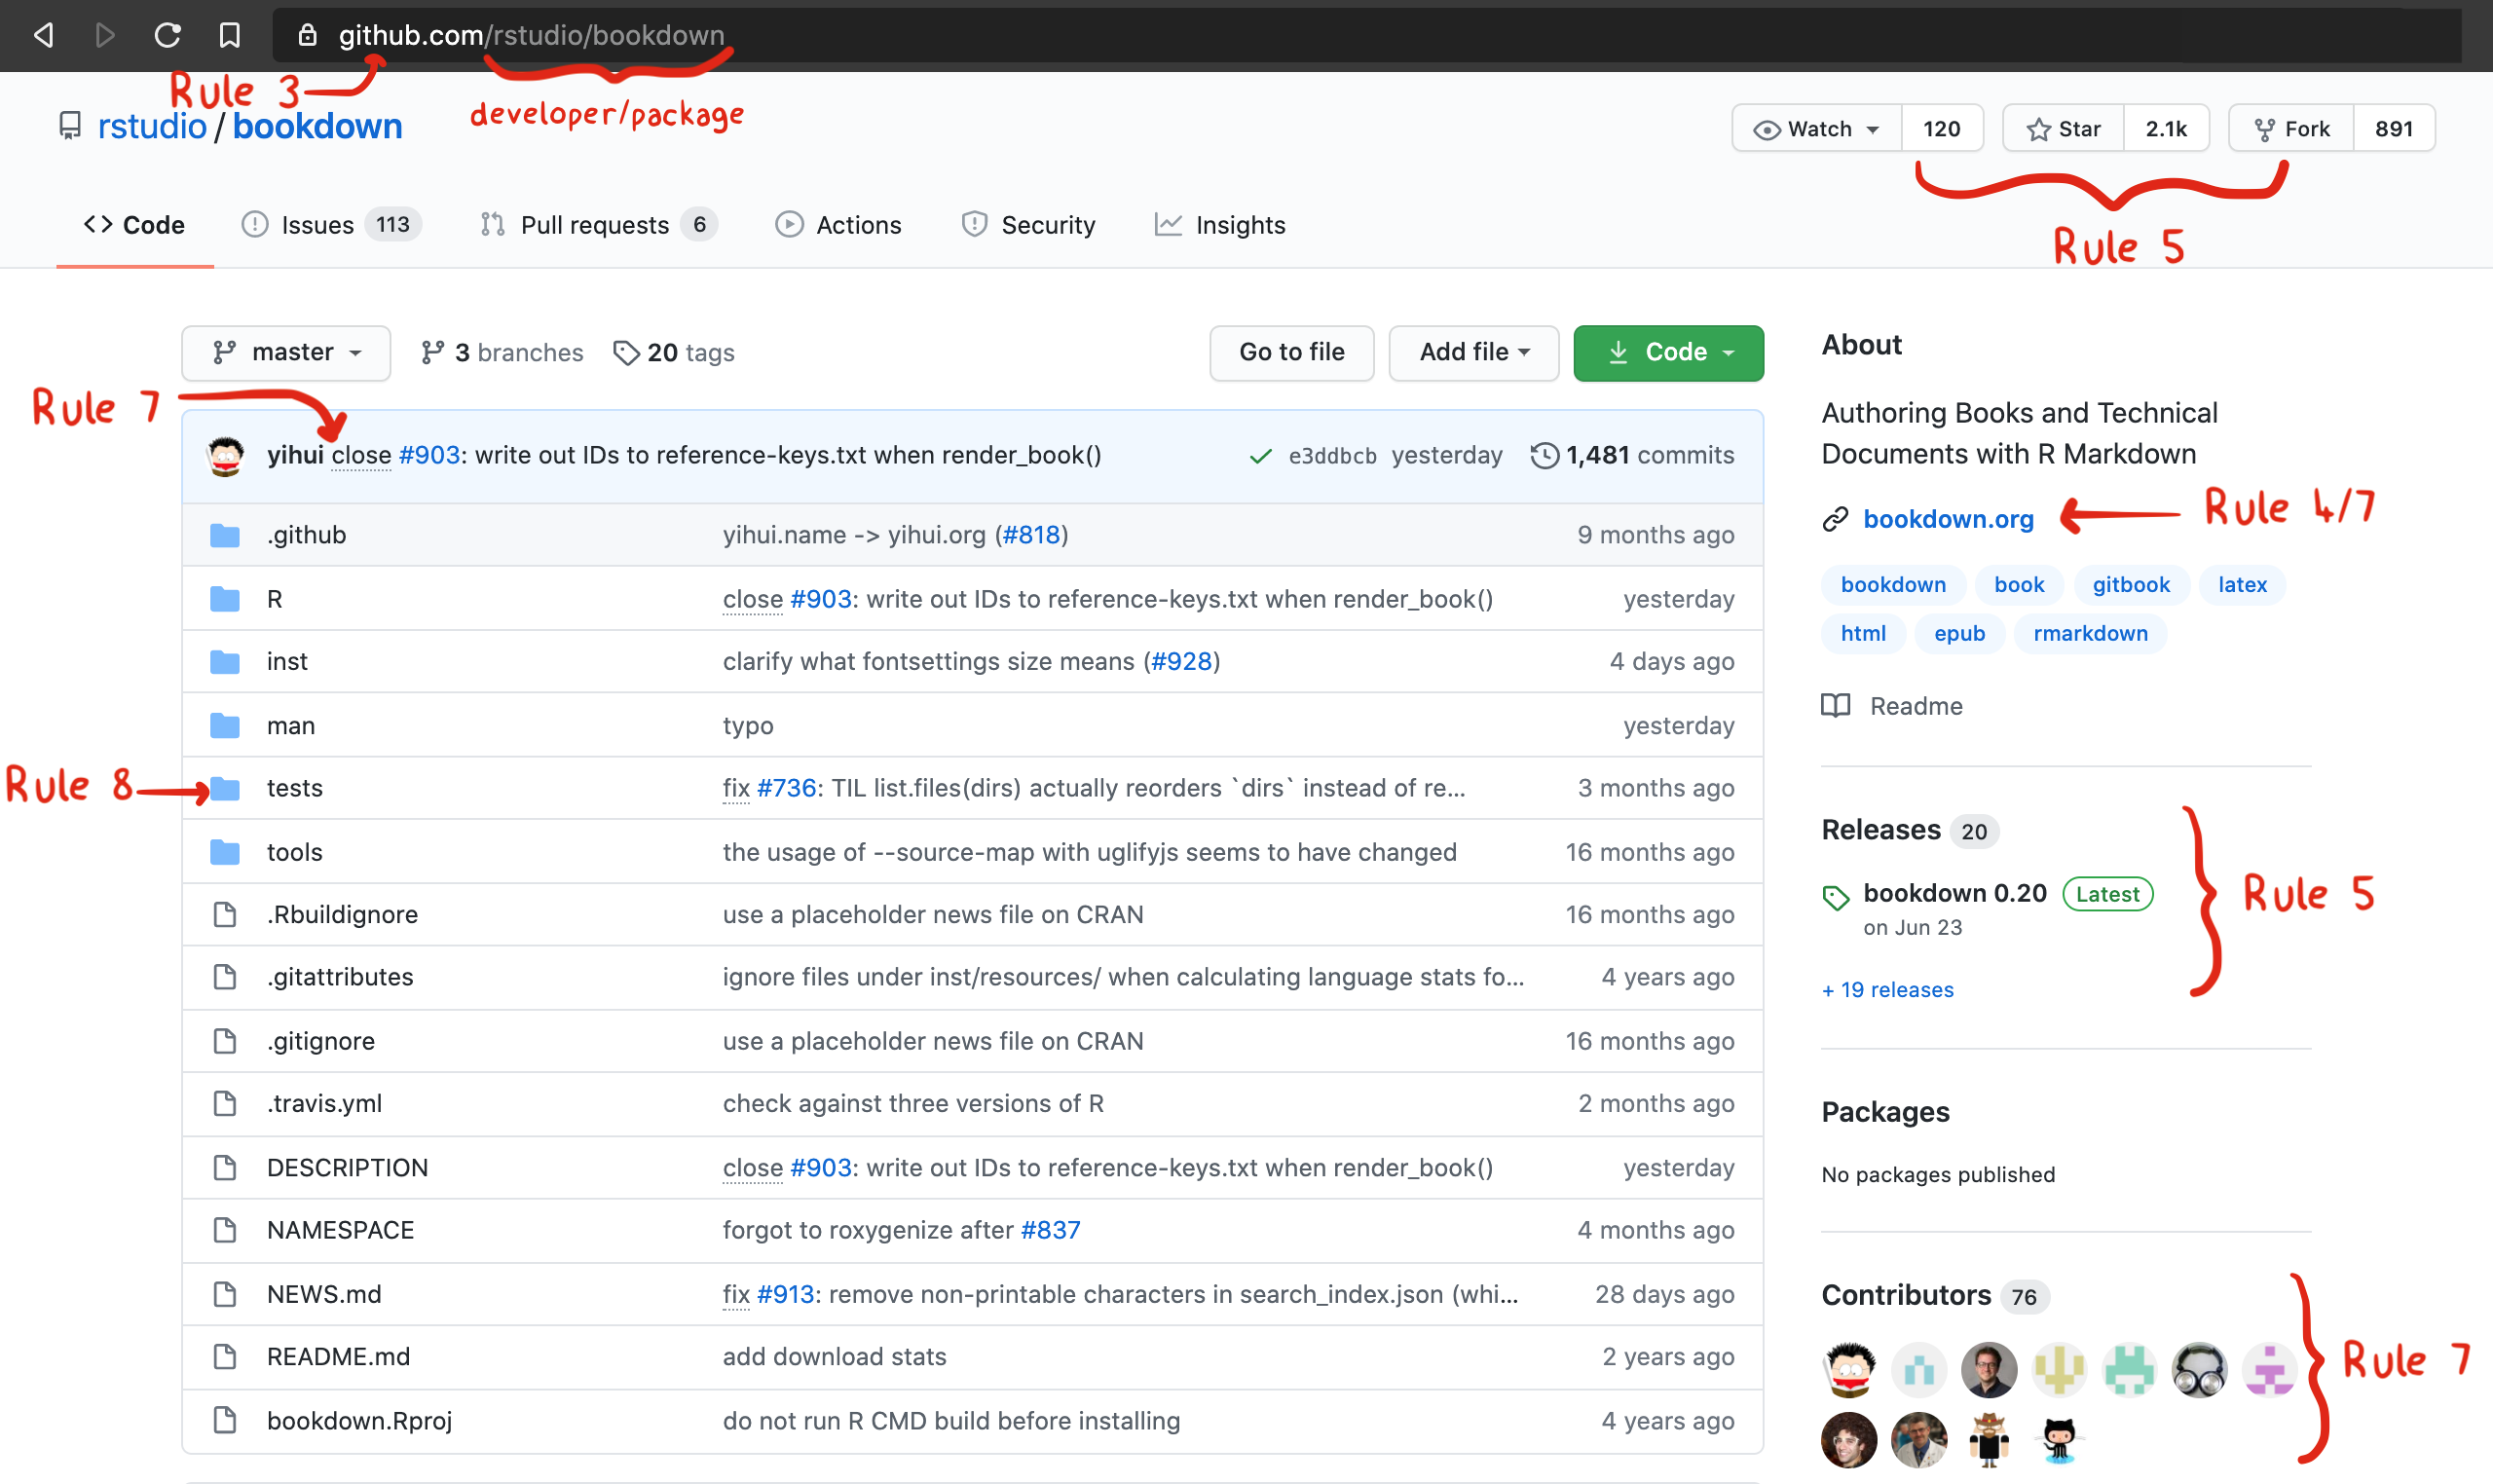 github.com/rstudio/bookdown
Rule 3
developer/package
rstudio / bookdown
Watch 120 Star 2.1k Fork 891
Rule 5
Code Issues 113 Pull requests 6 Actions Security Insights
master 3 branches 20 tags Go to file Add file Code
Rule 7
yihui close #903: write out IDs to reference-keys.txt when render_book() e3ddbcb yesterday 1,481 commits
.github yihui.name -> yihui.org (#818) 9 months ago
R close #903: write out IDs to reference-keys.txt when render_book() yesterday
inst clarify what fontsettings size means (#928) 4 days ago
man typo yesterday
Rule 8
tests fix #736: TIL list.files(dirs) actually reorders `dirs` instead of re... 3 months ago
tools the usage of --source-map with uglifyjs seems to have changed 16 months ago
.Rbuildignore use a placeholder news file on CRAN 16 months ago
.gitattributes ignore files under inst/resources/ when calculating language stats fo... 4 years ago
.gitignore use a placeholder news file on CRAN 16 months ago
.travis.yml check against three versions of R 2 months ago
DESCRIPTION close #903: write out IDs to reference-keys.txt when render_book() yesterday
NAMESPACE forgot to roxygenize after #837 4 months ago
NEWS.md fix #913: remove non-printable characters in search_index.json (whi... 28 days ago
README.md add download stats 2 years ago
bookdown.Rproj do not run R CMD build before installing 4 years ago
About
Authoring Books and Technical
Documents with R Markdown
bookdown.org
Rule 4/7
bookdown book gitbook latex
html epub rmarkdown
Readme
Releases 20
bookdown 0.20 Latest
on Jun 23
+ 19 releases
Rule 5
Packages
No packages published
Contributors 76
Rule 7